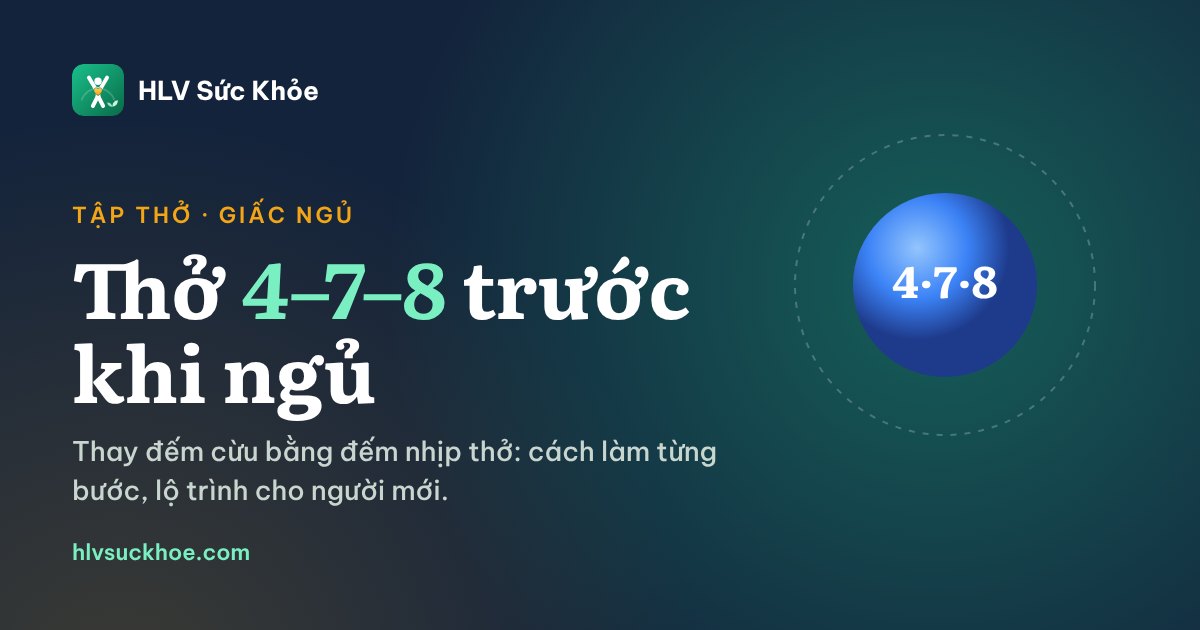 HLV Sức Khỏe
TẬP THỞ · GIẤC NGỦ
Thở 4–7–8 trước
khi ngủ
Thay đếm cừu bằng đếm nhịp thở: cách làm từng
bước, lộ trình cho người mới.
hlvsuckhoe.com
4·7·8